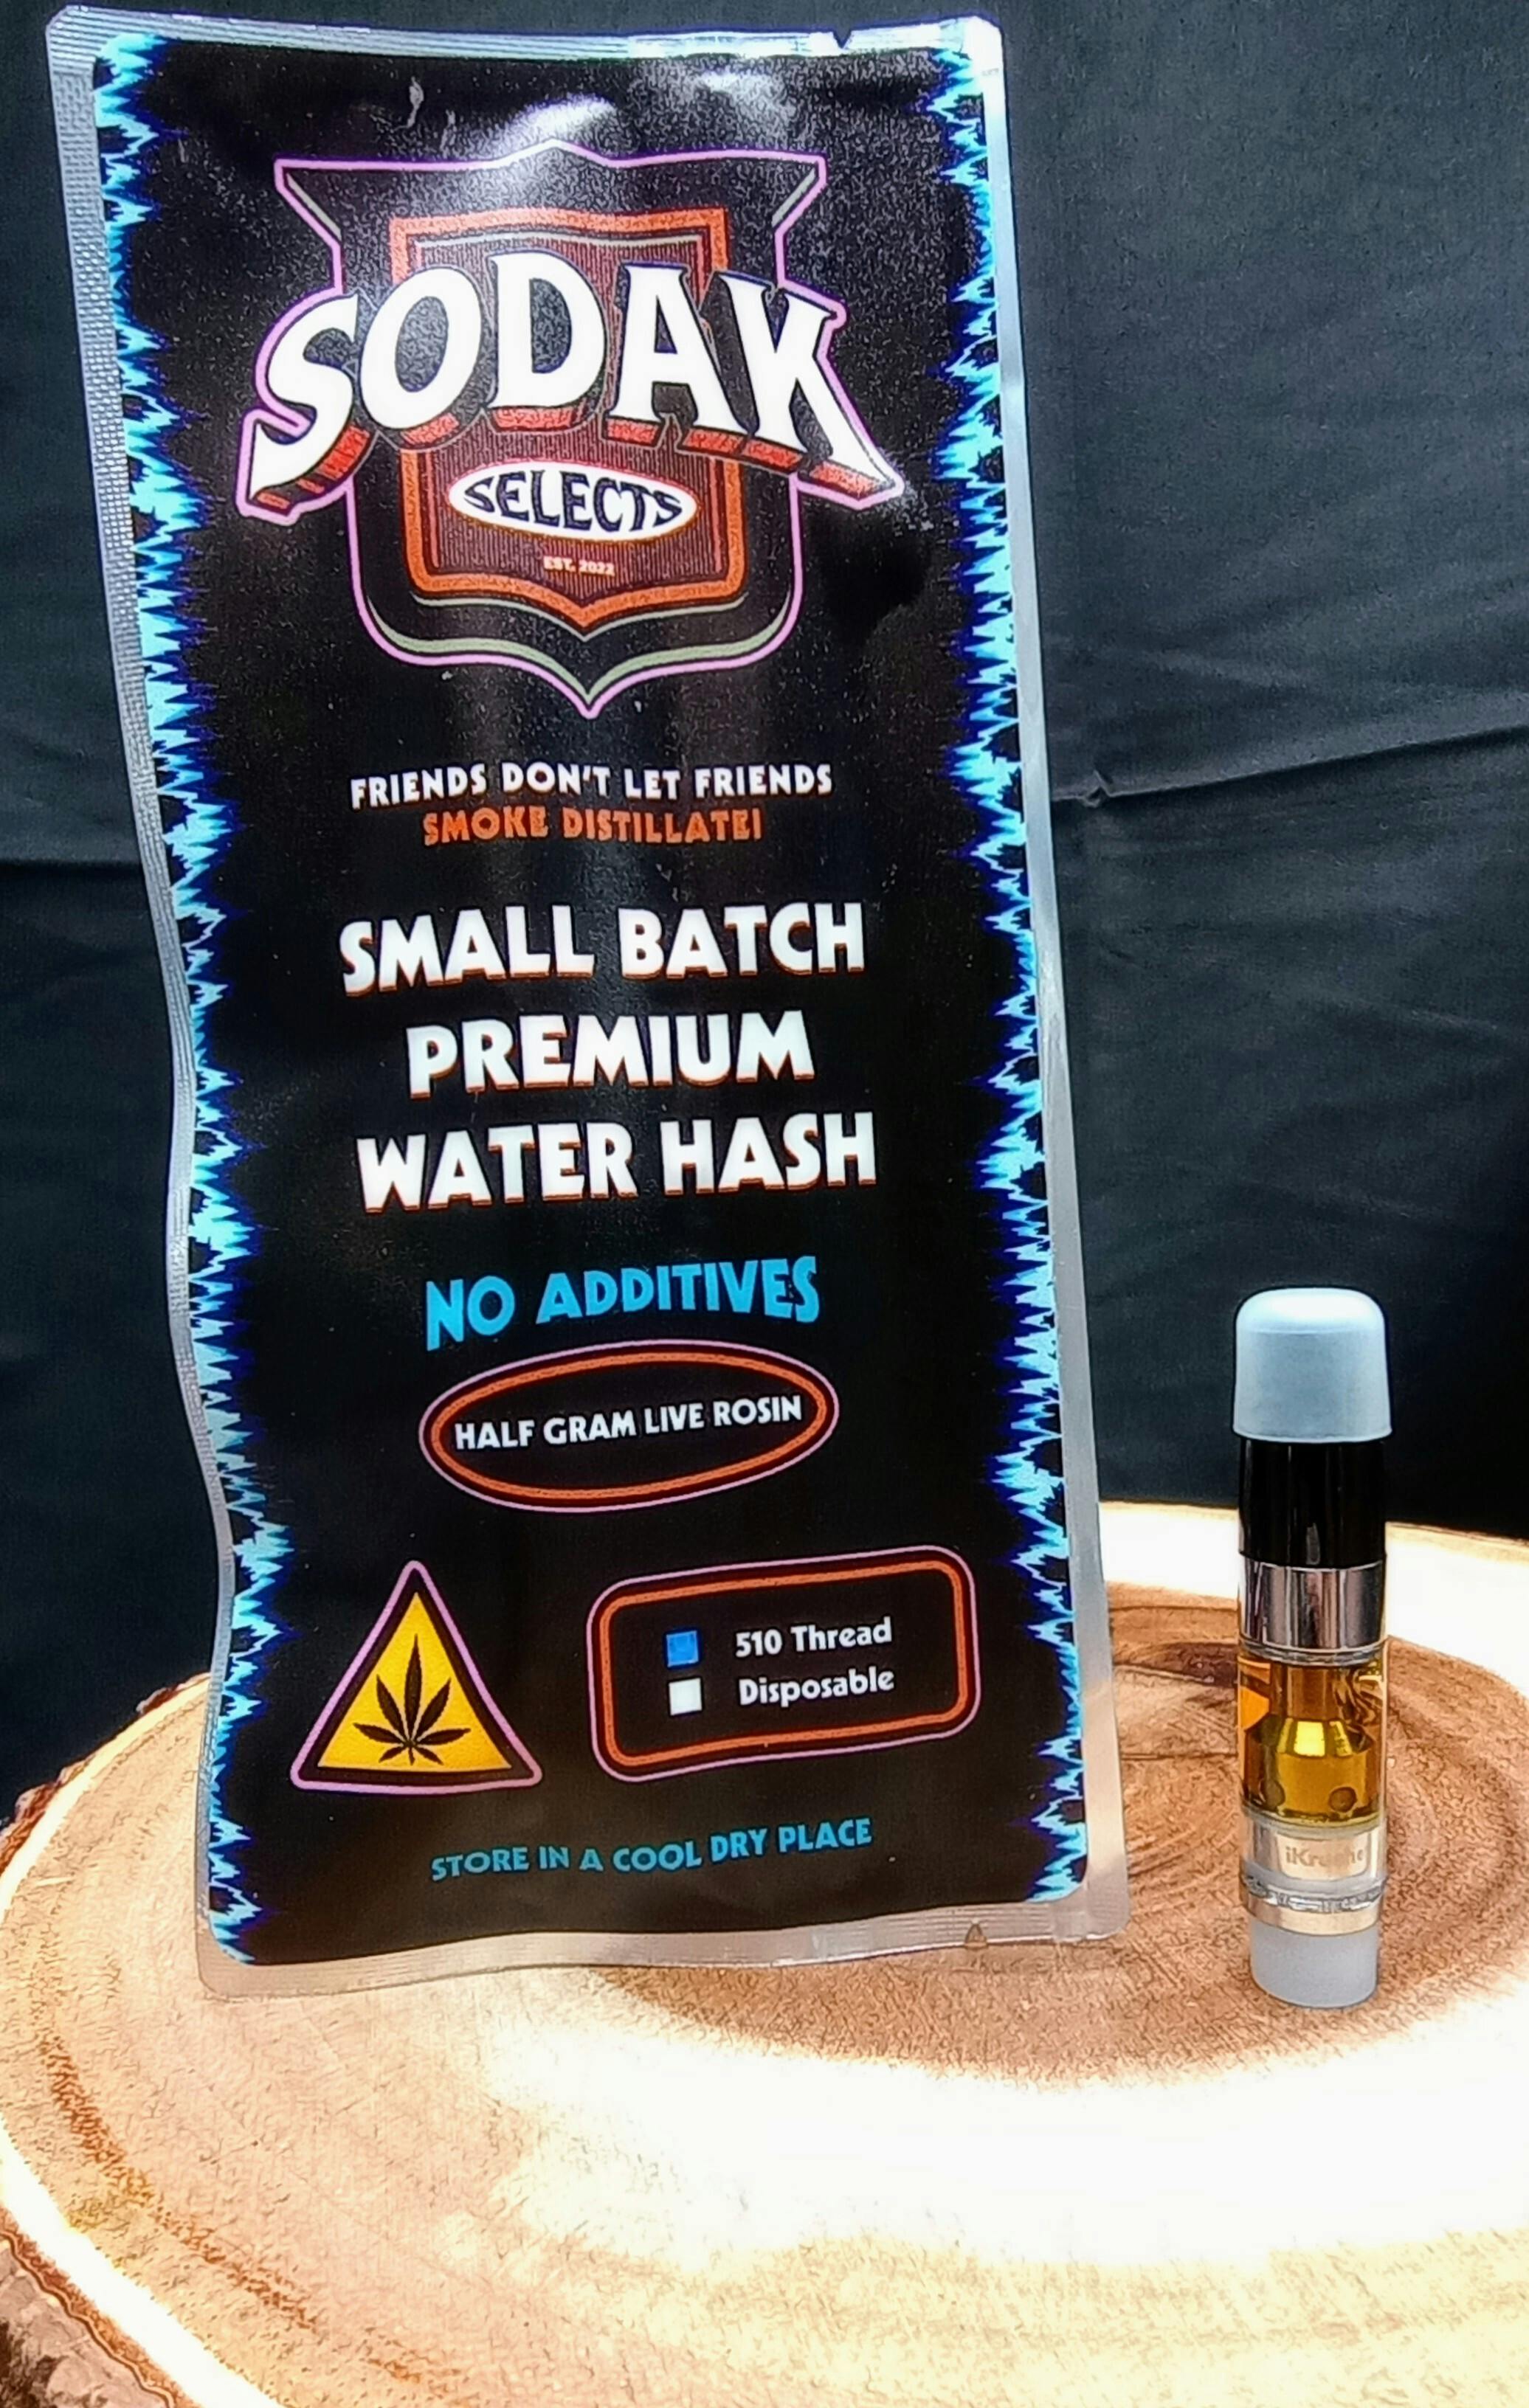 SODAK
SELECTS
EST. 2022
FRIENDS DON'T LET FRIENDS
SMOKE DISTILLATE!
SMALL BATCH
PREMIUM
WATER HASH
NO ADDITIVES
HALF GRAM LIVE ROSIN
510 Thread
Disposable
STORE IN A COOL DRY PLACE